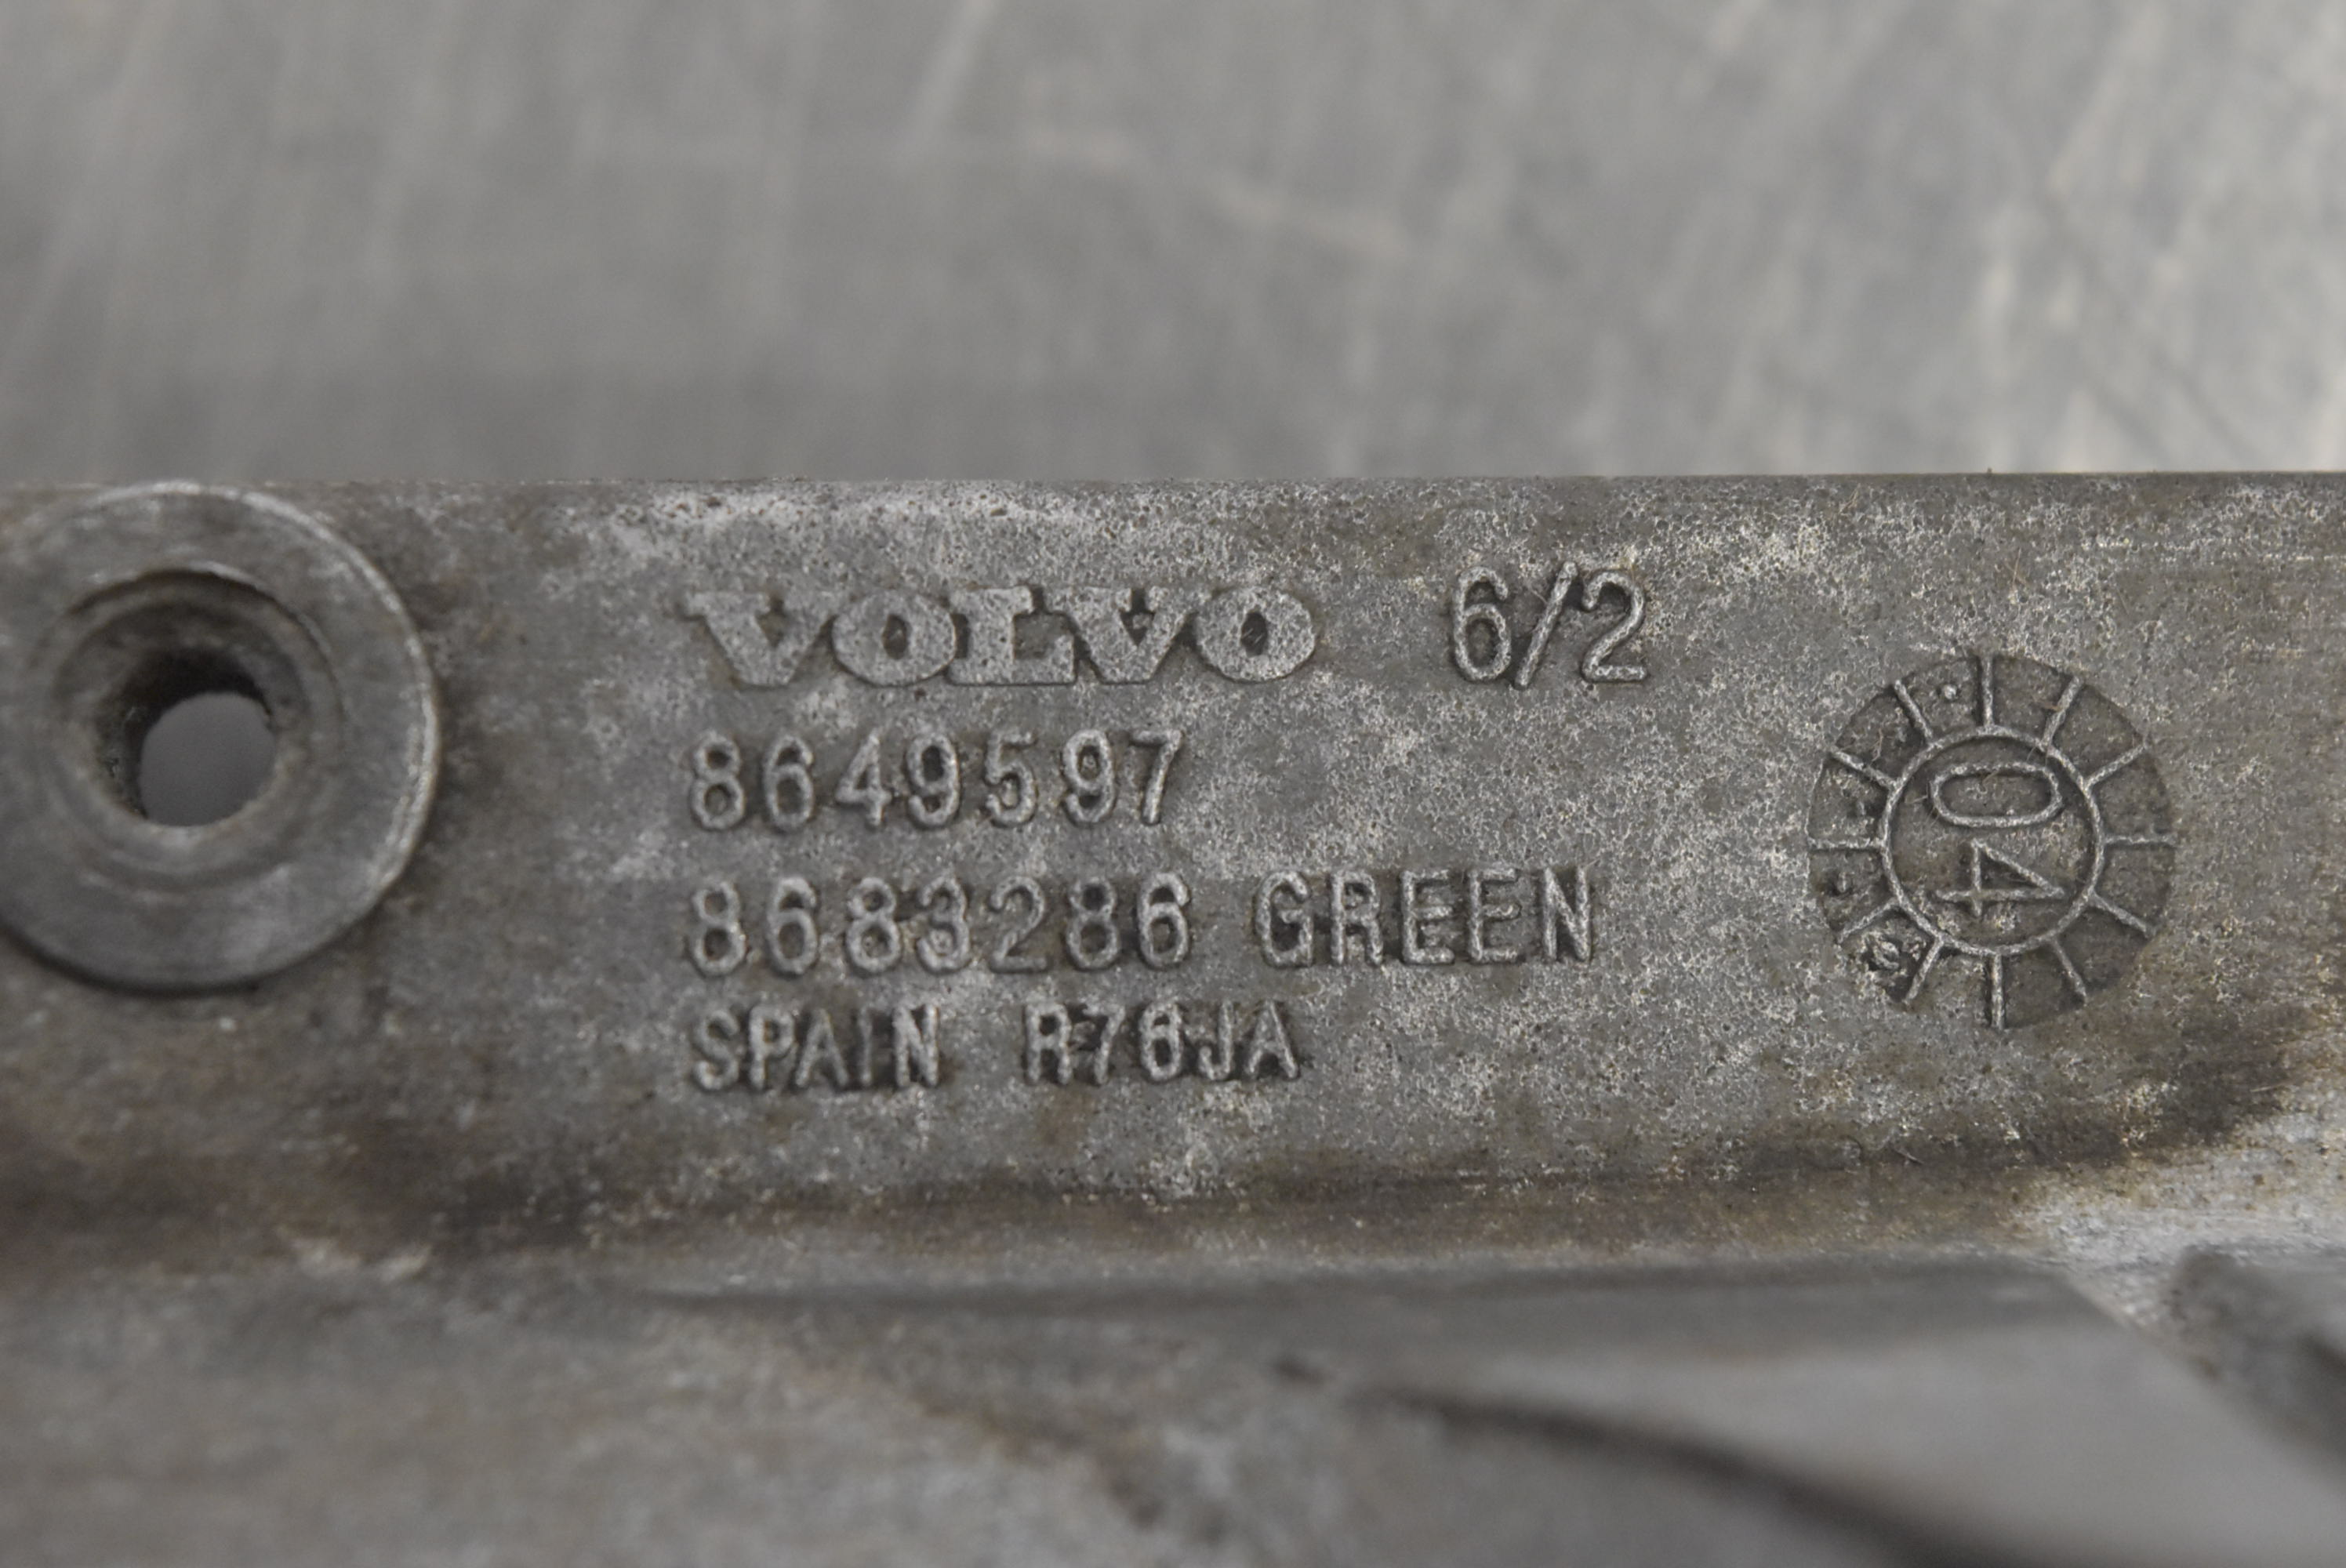 VOLVO 6/2
8649597
8683286 GREEN
SPAIN R76JA
04